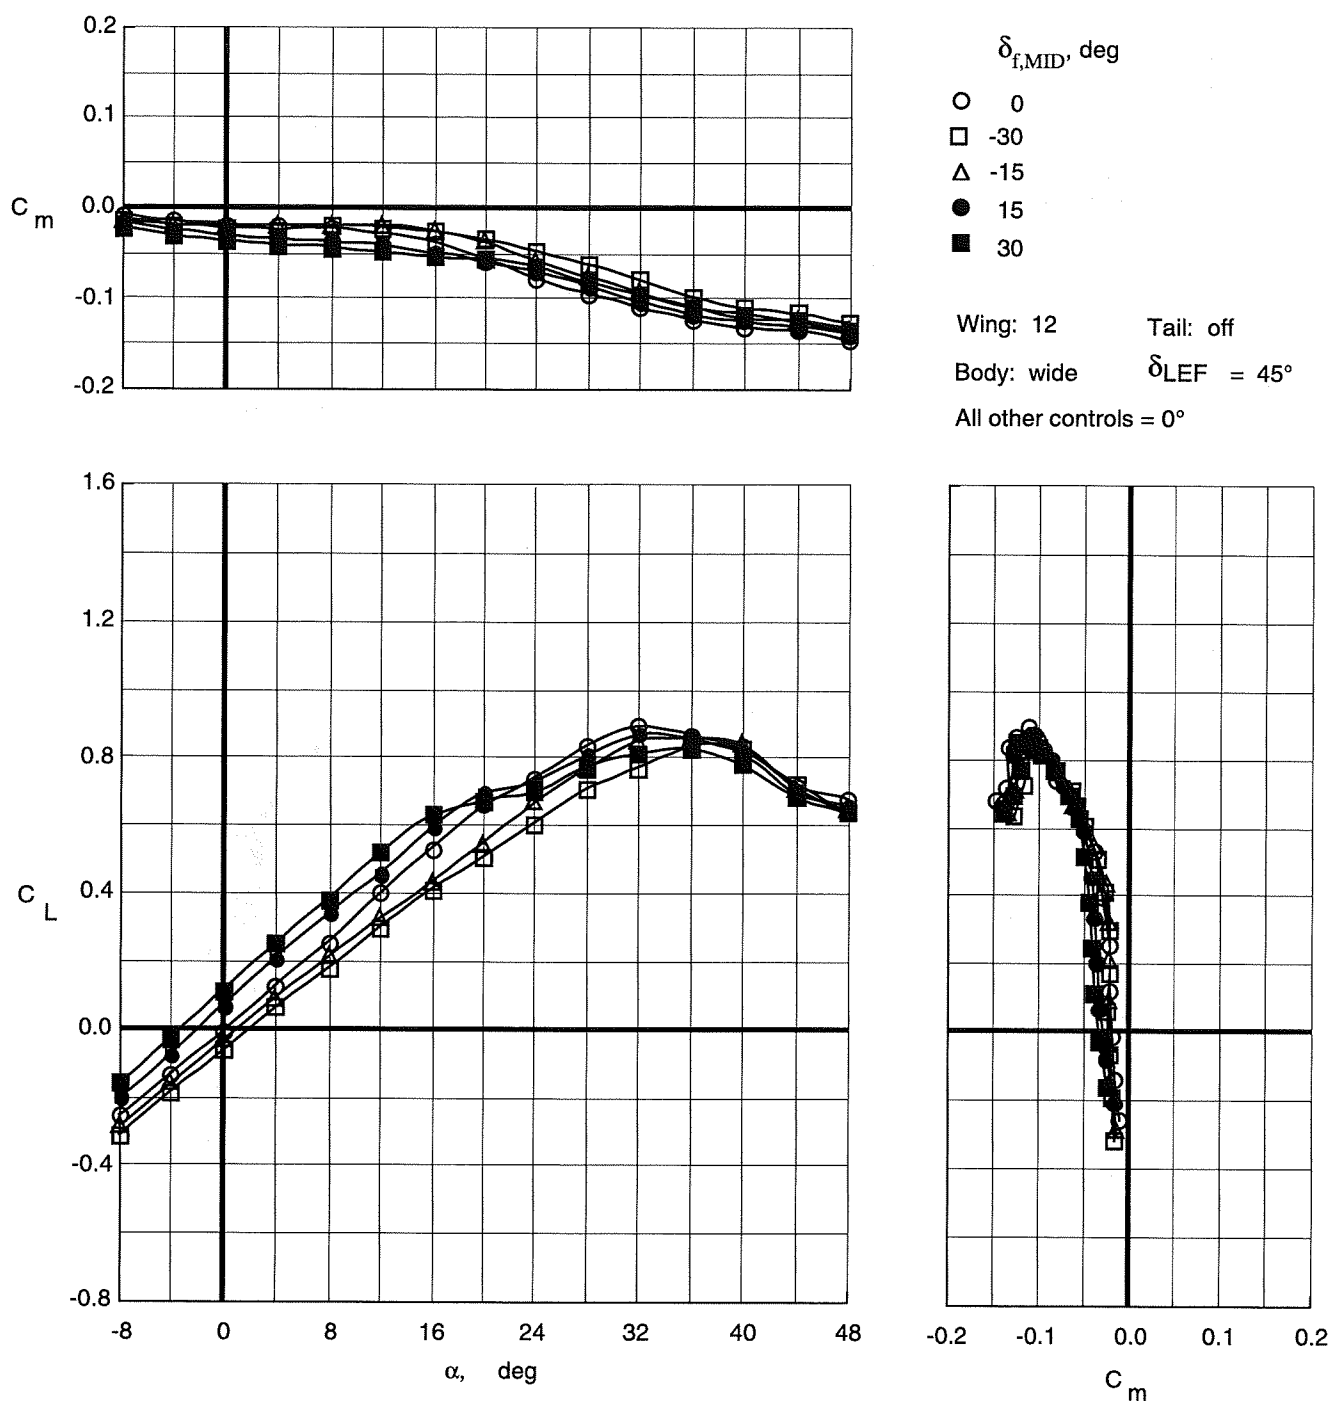 0.2
0.1
C m
0.0
-0.1
-0.2
δf,MID, deg
0
-30
-15
15
30
Wing: 12 Tail: off
Body: wide δLEF = 45°
All other controls = 0°
1.6
1.2
0.8
C L
0.4
0.0
-0.4
-0.8
-8 0 8 16 24 32 40 48
α, deg
-0.2 -0.1 0.0 0.1 0.2
C m